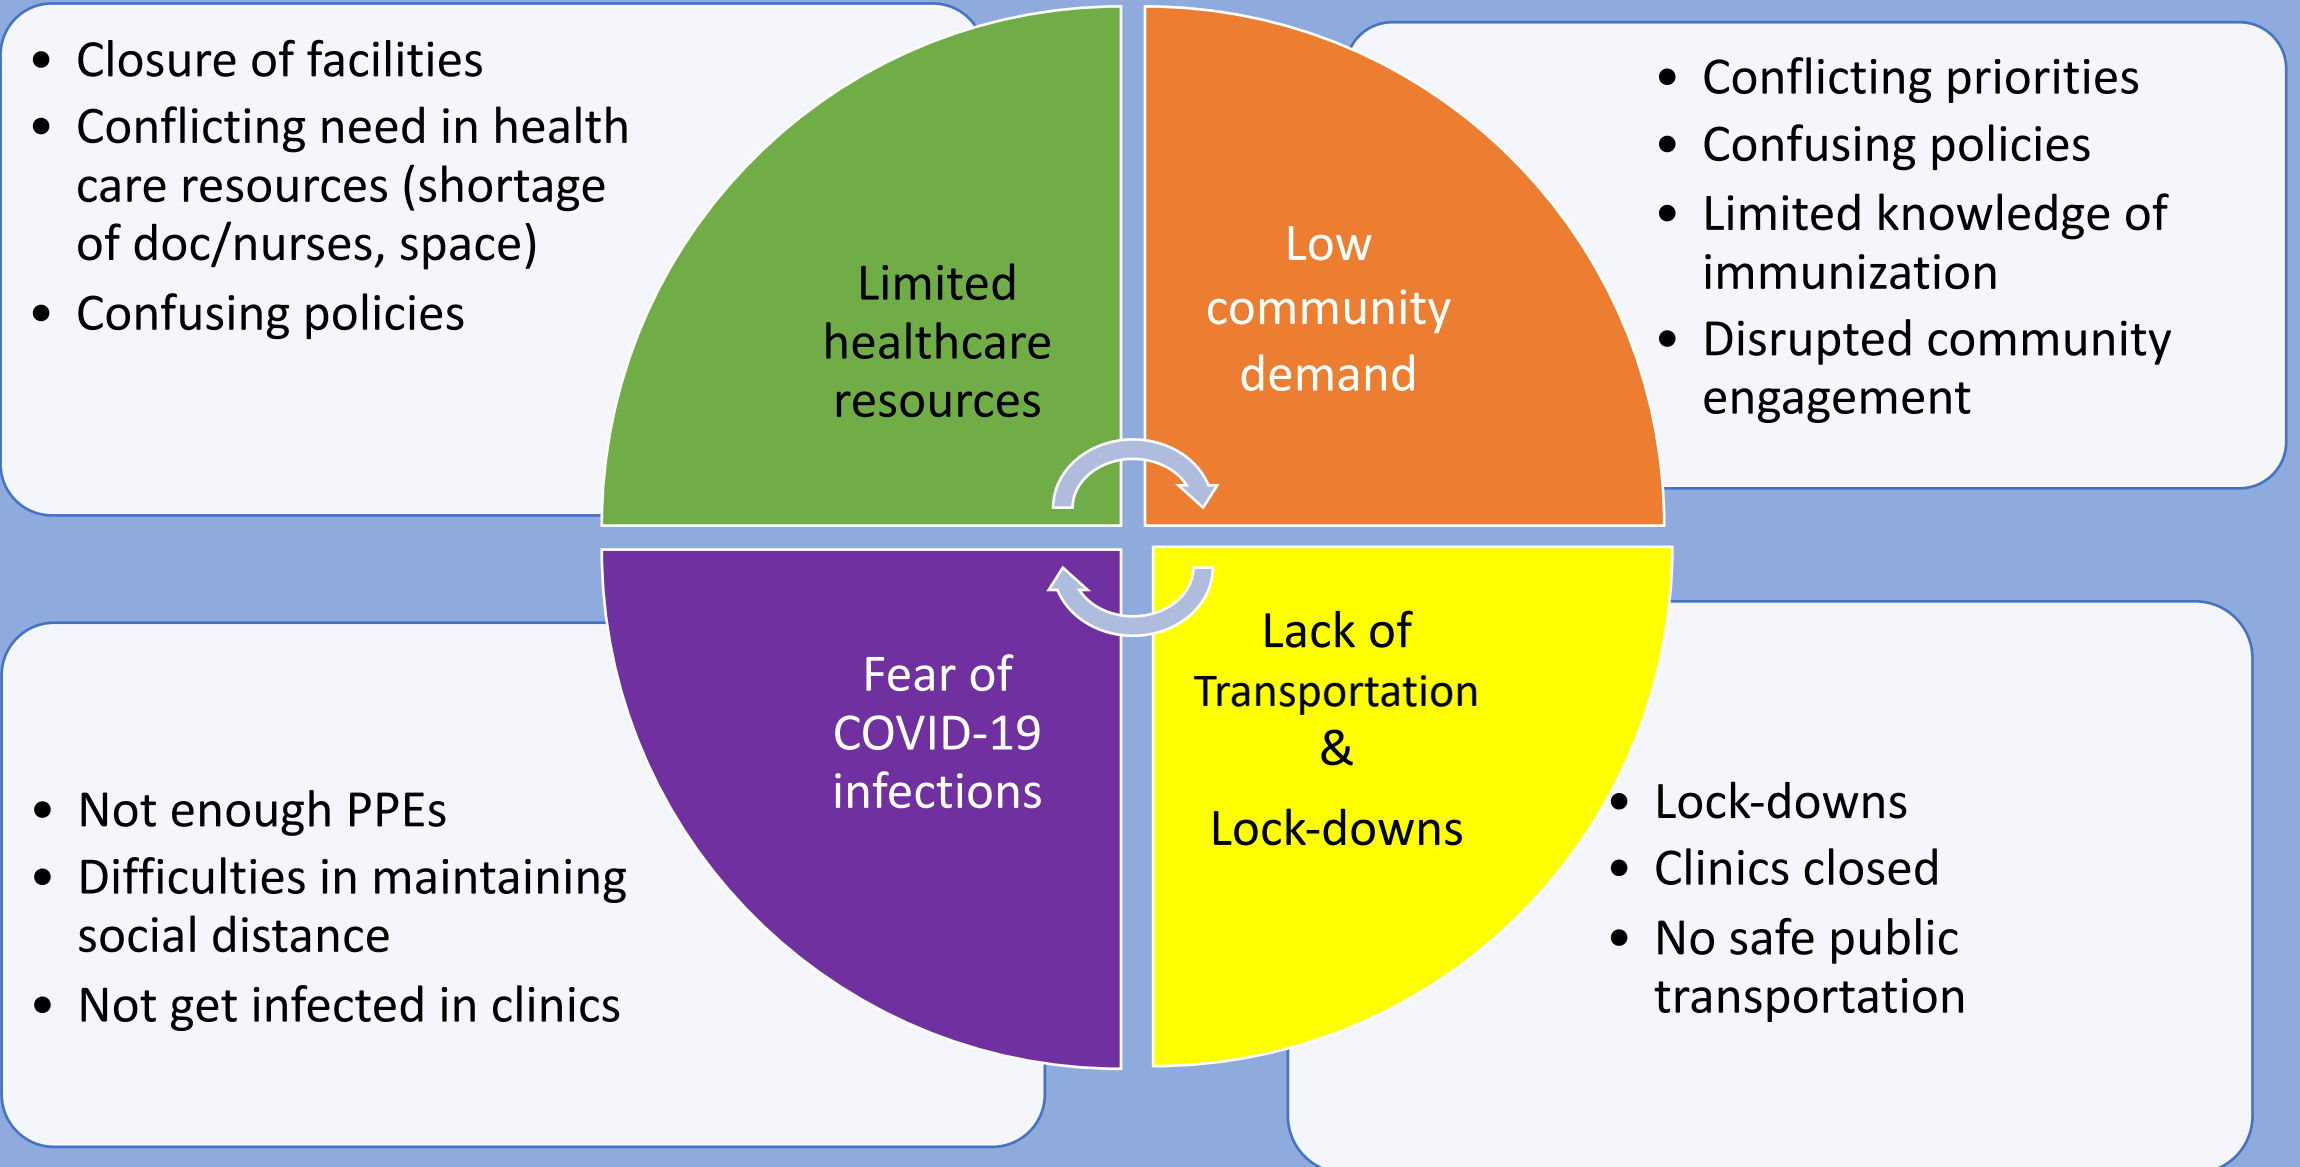 • Closure of facilities
• Conflicting need in health
care resources (shortage
of doc/nurses, space)
• Confusing policies
Limited
healthcare
resources
Low
community
demand
• Conflicting priorities
• Confusing policies
• Limited knowledge of
immunization
• Disrupted community
engagement
• Not enough PPEs
• Difficulties in maintaining
social distance
• Not get infected in clinics
Fear of
COVID-19
infections
Lack of
Transportation
&
Lock-downs
• Lock-downs
• Clinics closed
• No safe public
transportation